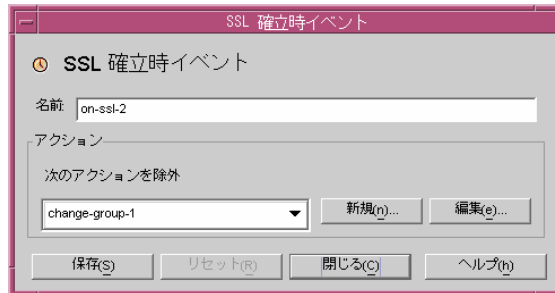 SSL 確立時イベント
SSL 確立時イベント
名前: on-ssl-2
アクション
次のアクションを除外
change-group-1 新規(n)... 編集(e)...
保存(S) リセット(R) 閉じる(C) ヘルプ(h)